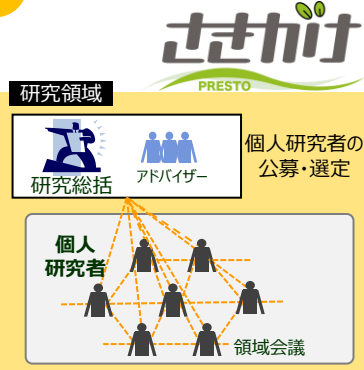 さきがけ
PRESTO
研究領域
個人研究者の
公募・選定
研究総括
アドバイザー
個人
研究者
領域会議